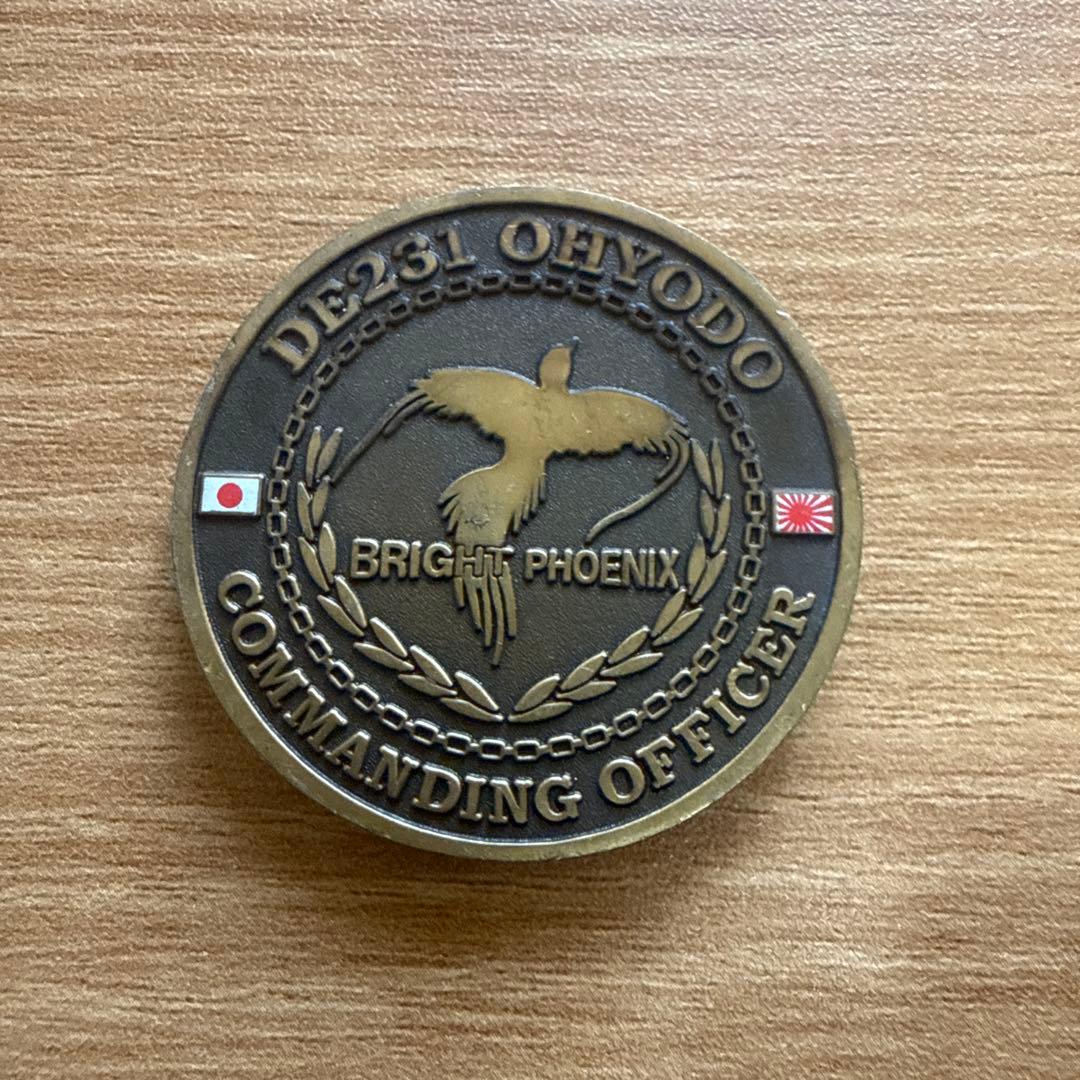 DE231 OHYODO
BRIGHT PHOENIX
COMMANDING OFFICER